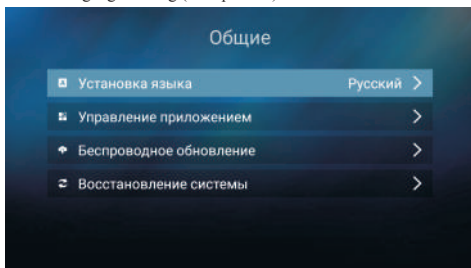 Общие
Установка языка Русский
Управление приложением
Беспроводное обновление
Восстановление системы